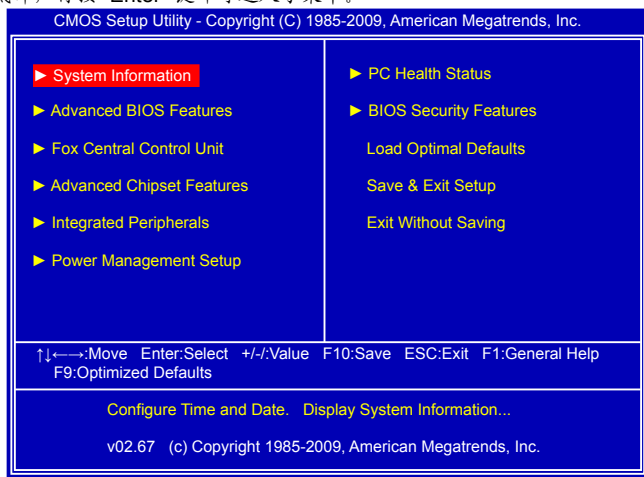 "Enter"
CMOS Setup Utility - Copyright (C) 1985-2009, American Megatrends, Inc.
► System Information
► Advanced BIOS Features
► Fox Central Control Unit
► Advanced Chipset Features
► Integrated Peripherals
► Power Management Setup
► PC Health Status
► BIOS Security Features
Load Optimal Defaults
Save & Exit Setup
Exit Without Saving
↑↓←→:Move Enter:Select +/-/:Value F10:Save ESC:Exit F1:General Help
F9:Optimized Defaults
Configure Time and Date. Display System Information...
v02.67 (c) Copyright 1985-2009, American Megatrends, Inc.